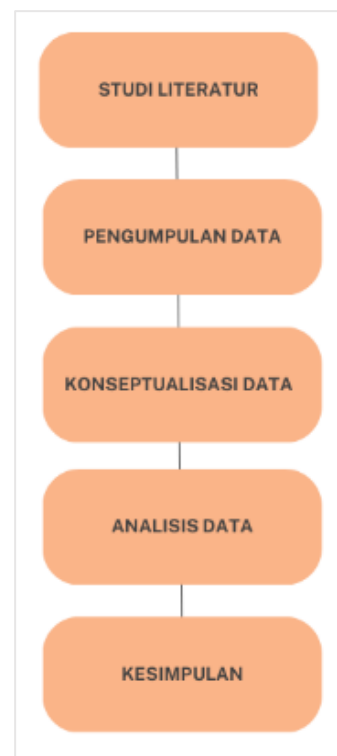 STUDI LITERATUR
PENGUMPULAN DATA
KONSEPTUALISASI DATA
ANALISIS DATA
KESIMPULAN